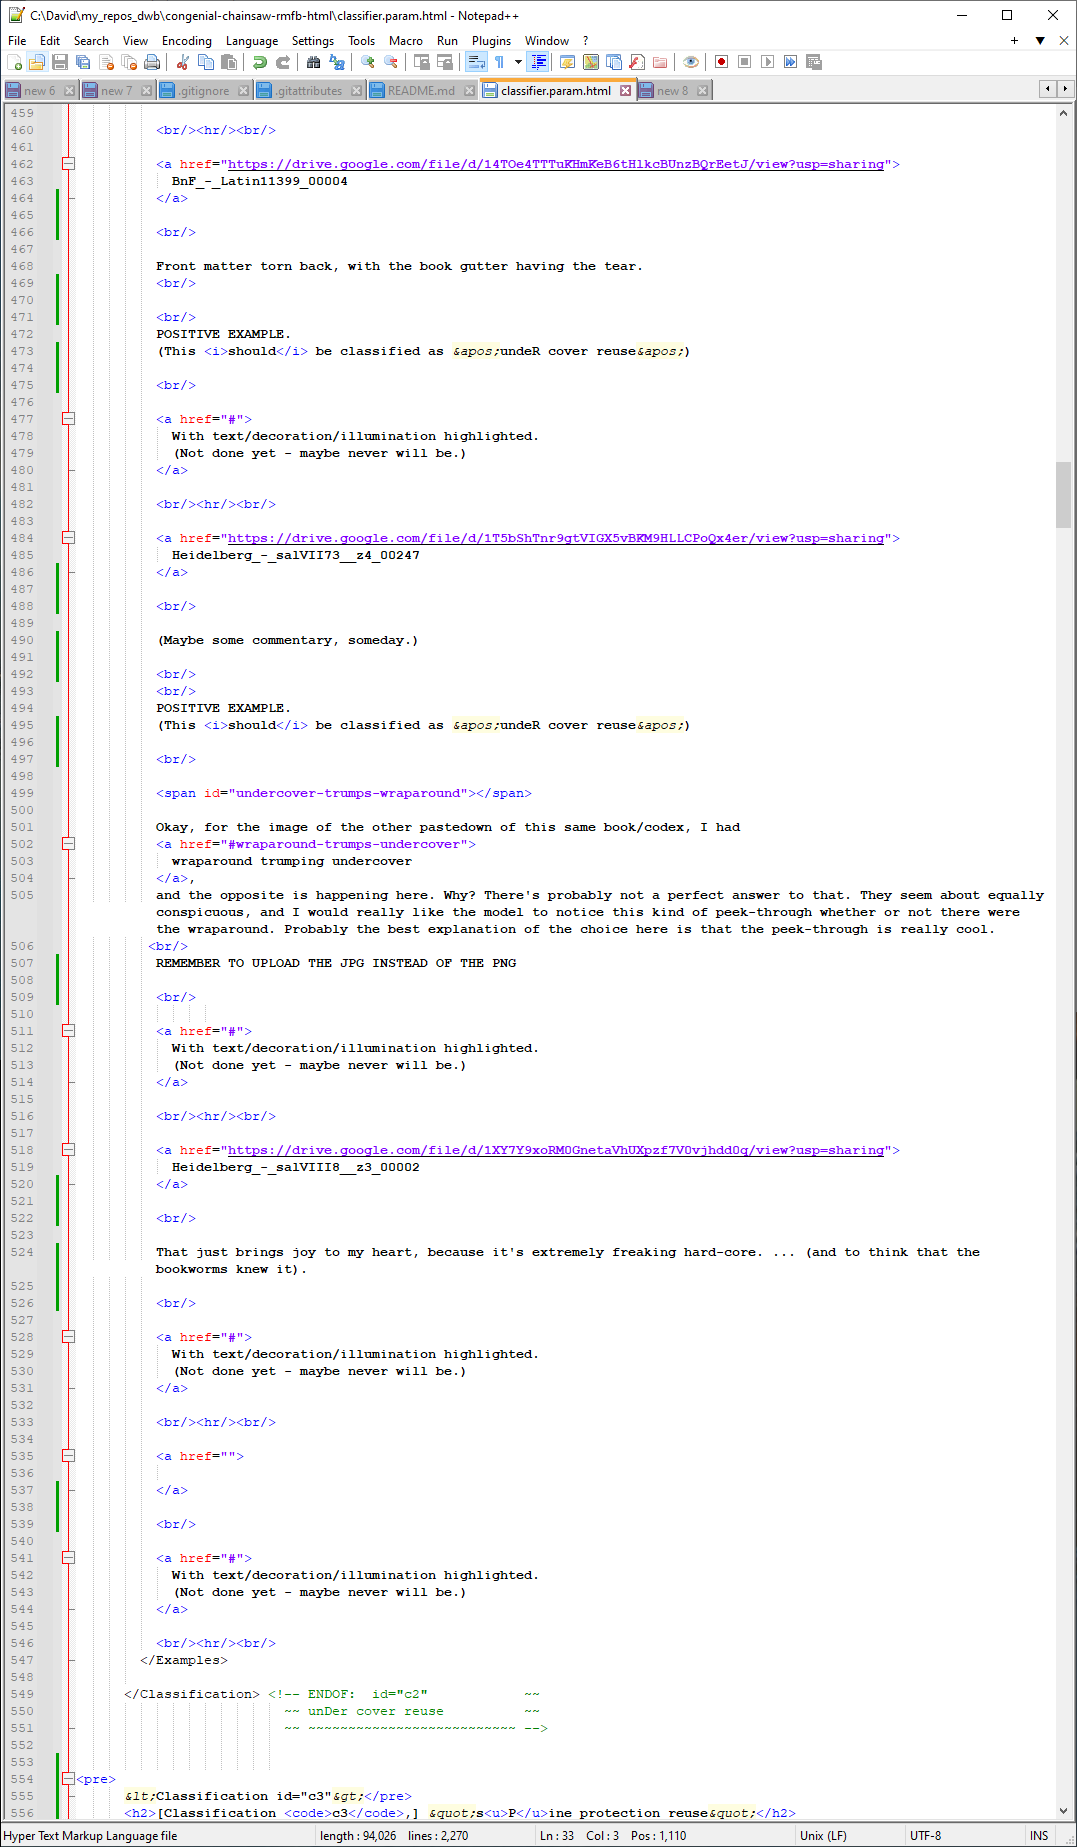 C:\David\my_repos_dwb\congenial-chainsaw-rmfb-html\classifier.param.html - Notepad++
File Edit Search View Encoding Language Settings Tools Macro Run Plugins Window ?
new 6 new 7 .gitignore .gitattributes README.md classifier.param.html new 8
459
460 <br/><hr/><br/>
461
462 <a href="https://drive.google.com/file/d/14TOe4TTTuKHmKeB6tHlkcBUnzBQrEetJ/view?usp=sharing">
463 BnF_-_Latin11399_00004
464 </a>
465
466 <br/>
467
468 Front matter torn back, with the book gutter having the tear.
469 <br/>
470
471 <br/>
472 POSITIVE EXAMPLE.
473 (This <i>should</i> be classified as &apos;undeR cover reuse&apos;)
474
475 <br/>
476
477 <a href="#">
478 With text/decoration/illumination highlighted.
479 (Not done yet - maybe never will be.)
480 </a>
481
482 <br/><hr/><br/>
483
484 <a href="https://drive.google.com/file/d/1T5bShTnr9gtVIGX5vBKM9HLLCPoQx4er/view?usp=sharing">
485 Heidelberg_-_salVII73__z4_00247
486 </a>
487
488 <br/>
489
490 (Maybe some commentary, someday.)
491
492 <br/>
493 <br/>
494 POSITIVE EXAMPLE.
495 (This <i>should</i> be classified as &apos;undeR cover reuse&apos;)
496
497 <br/>
498
499 <span id="undercover-trumps-wraparound"></span>
500
501 Okay, for the image of the other pastedown of this same book/codex, I had
502 <a href="#wraparound-trumps-undercover">
503 wraparound trumping undercover
504 </a>,
505 and the opposite is happening here. Why? There's probably not a perfect answer to that. They seem about equally
conspicuous, and I would really like the model to notice this kind of peek-through whether or not there were
the wraparound. Probably the best explanation of the choice here is that the peek-through is really cool.
506 <br/>
507 REMEMBER TO UPLOAD THE JPG INSTEAD OF THE PNG
508
509 <br/>
510
511 <a href="#">
512 With text/decoration/illumination highlighted.
513 (Not done yet - maybe never will be.)
514 </a>
515
516 <br/><hr/><br/>
517
518 <a href="https://drive.google.com/file/d/1XY7Y9xoRM0GnetaVhUXpzf7V0vjhdd0q/view?usp=sharing">
519 Heidelberg_-_salVIII8__z3_00002
520 </a>
521
522 <br/>
523
524 That just brings joy to my heart, because it's extremely freaking hard-core. ... (and to think that the
bookworms knew it).
525
526 <br/>
527
528 <a href="#">
529 With text/decoration/illumination highlighted.
530 (Not done yet - maybe never will be.)
531 </a>
532
533 <br/><hr/><br/>
534
535 <a href="">
536
537 </a>
538
539 <br/>
540
541 <a href="#">
542 With text/decoration/illumination highlighted.
543 (Not done yet - maybe never will be.)
544 </a>
545
546 <br/><hr/><br/>
547 </Examples>
548
549 </Classification> <!-- ENDOF: id="c2" ~~
550 ~~ unDer cover reuse ~~
551 ~~ ~~~~~~~~~~~~~~~~~~~~~~~~~~ -->
552
553
554 <pre>
555 &lt;Classification id="c3"&gt;</pre>
556 <h2>[Classification <code>c3</code>,] &quot;s<u>P</u>ine protection reuse&quot;</h2>
Hyper Text Markup Language file length : 94,026 lines : 2,270 Ln : 33 Col : 3 Pos : 1,110 Unix (LF) UTF-8 INS